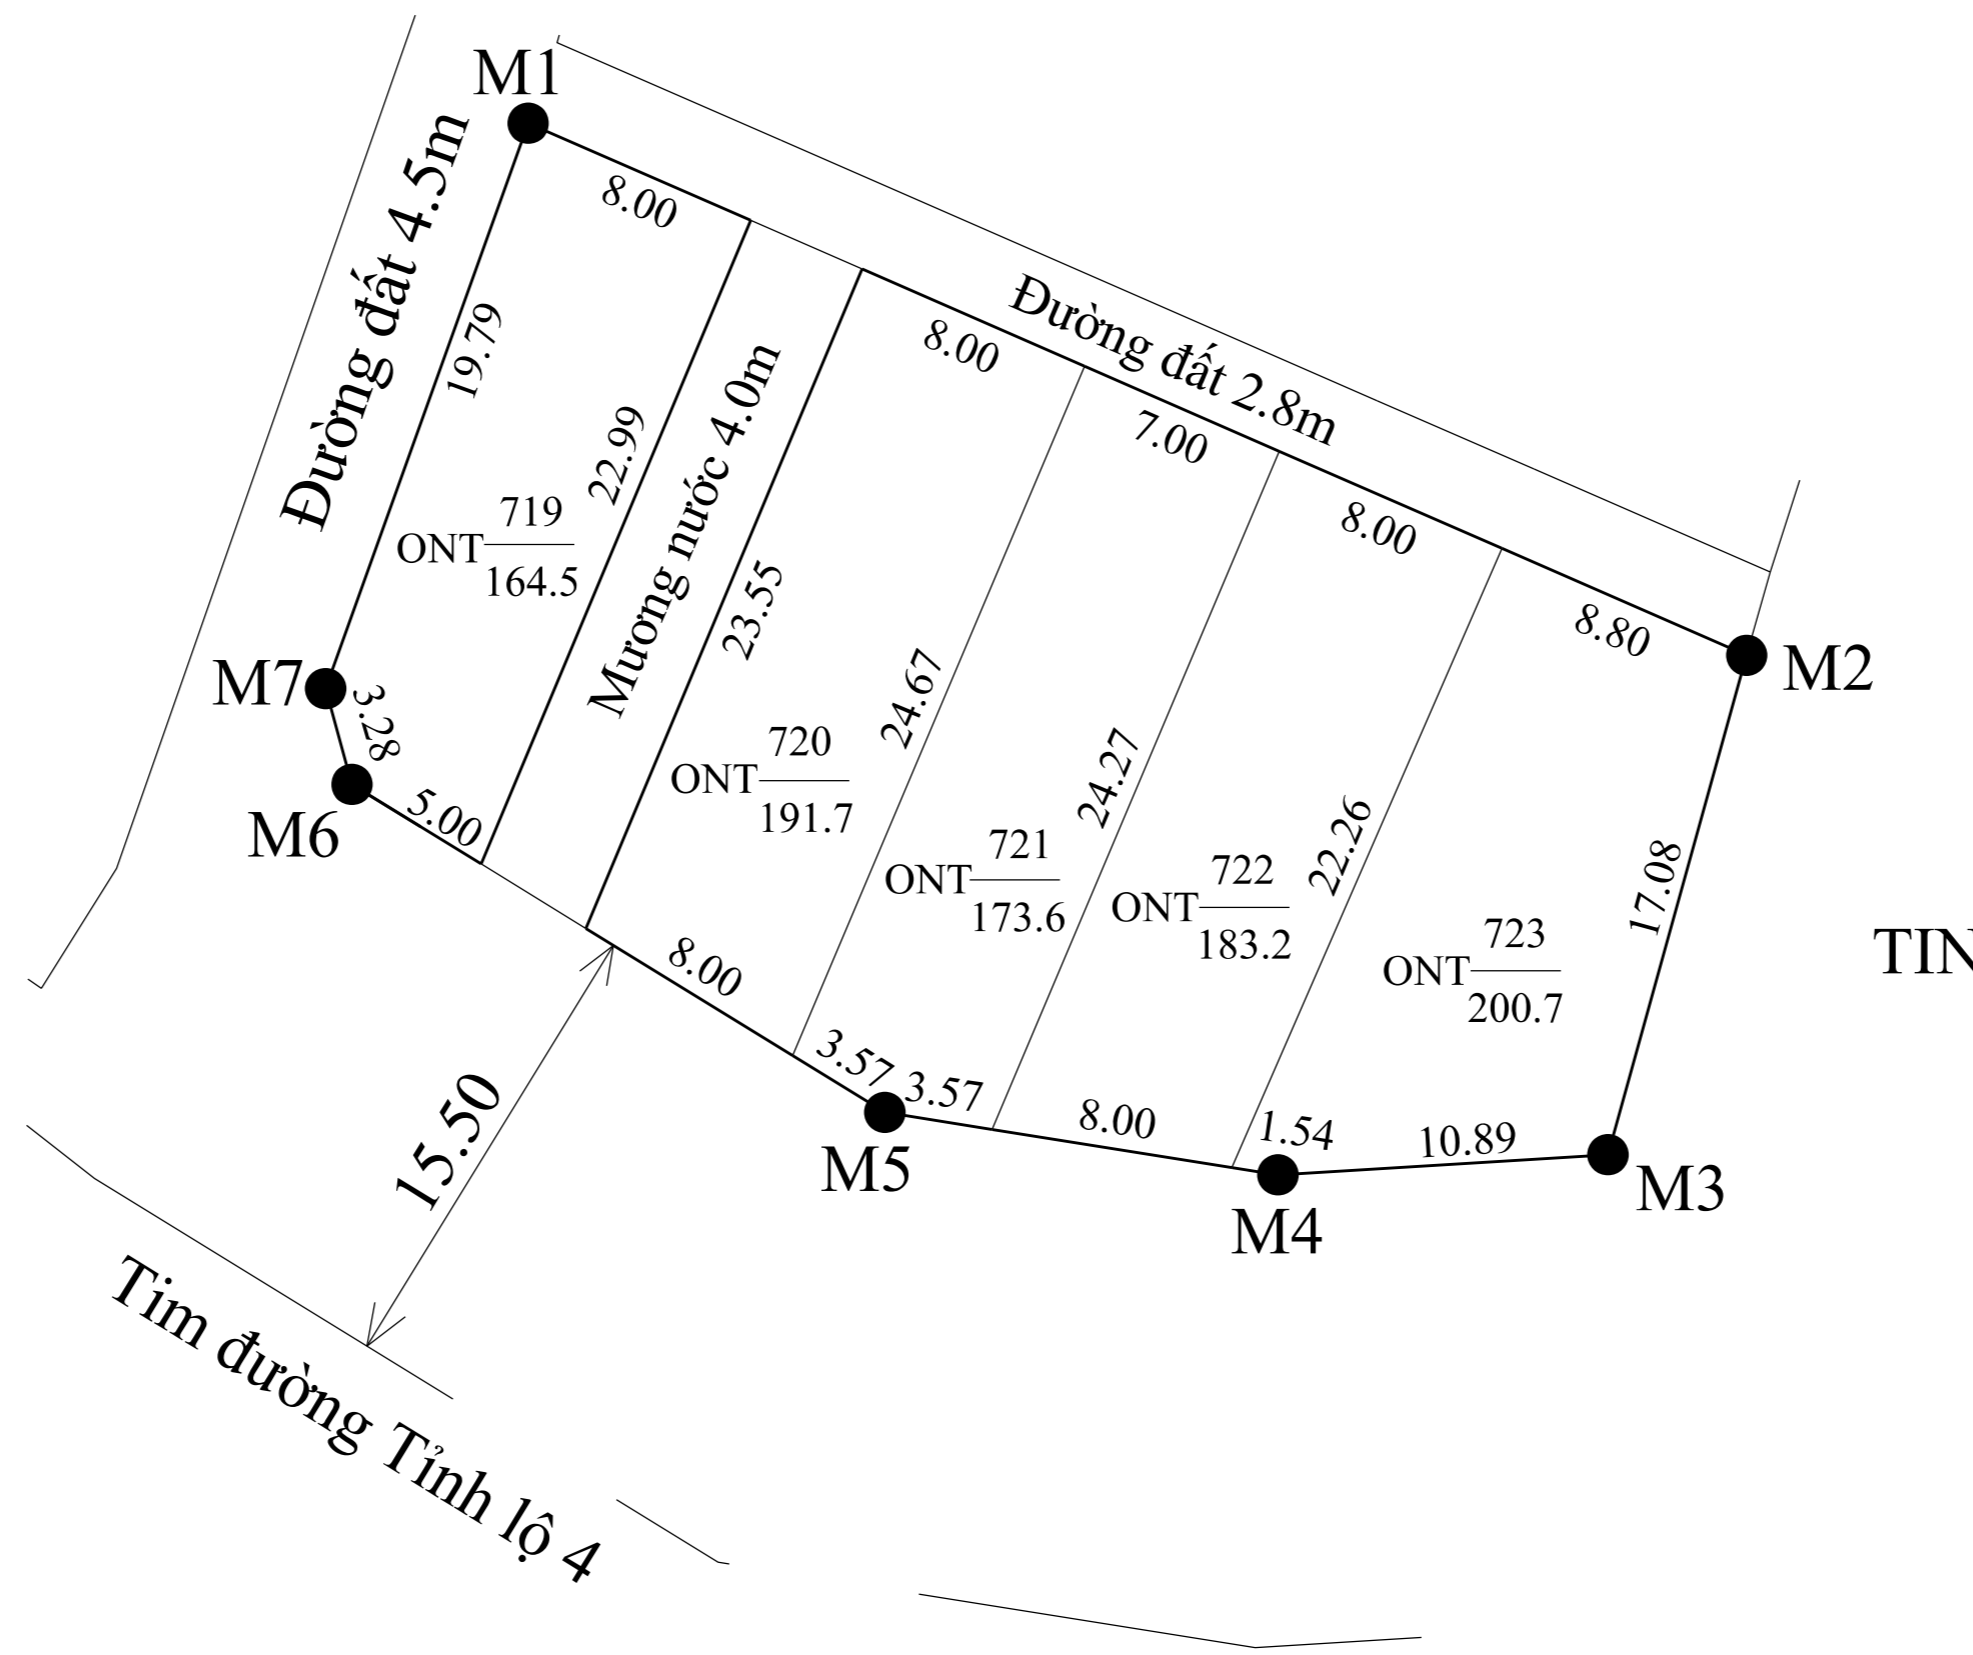 M1
8.00
Đường đất 4.5m
19.79
Đường đất 2.8m
8.00
7.00
8.00
8.80
M2
22.99
Mương nước 4.0m
23.55
24.67
24.27
22.26
17.08
ONT 719
164.5
ONT 720
191.7
ONT 721
173.6
ONT 722
183.2
ONT 723
200.7
TIN
M7
3.28
M6
5.00
8.00
3.57
3.57
8.00
1.54
10.89
M5
M4
M3
15.50
Tim đường Tỉnh lộ 4